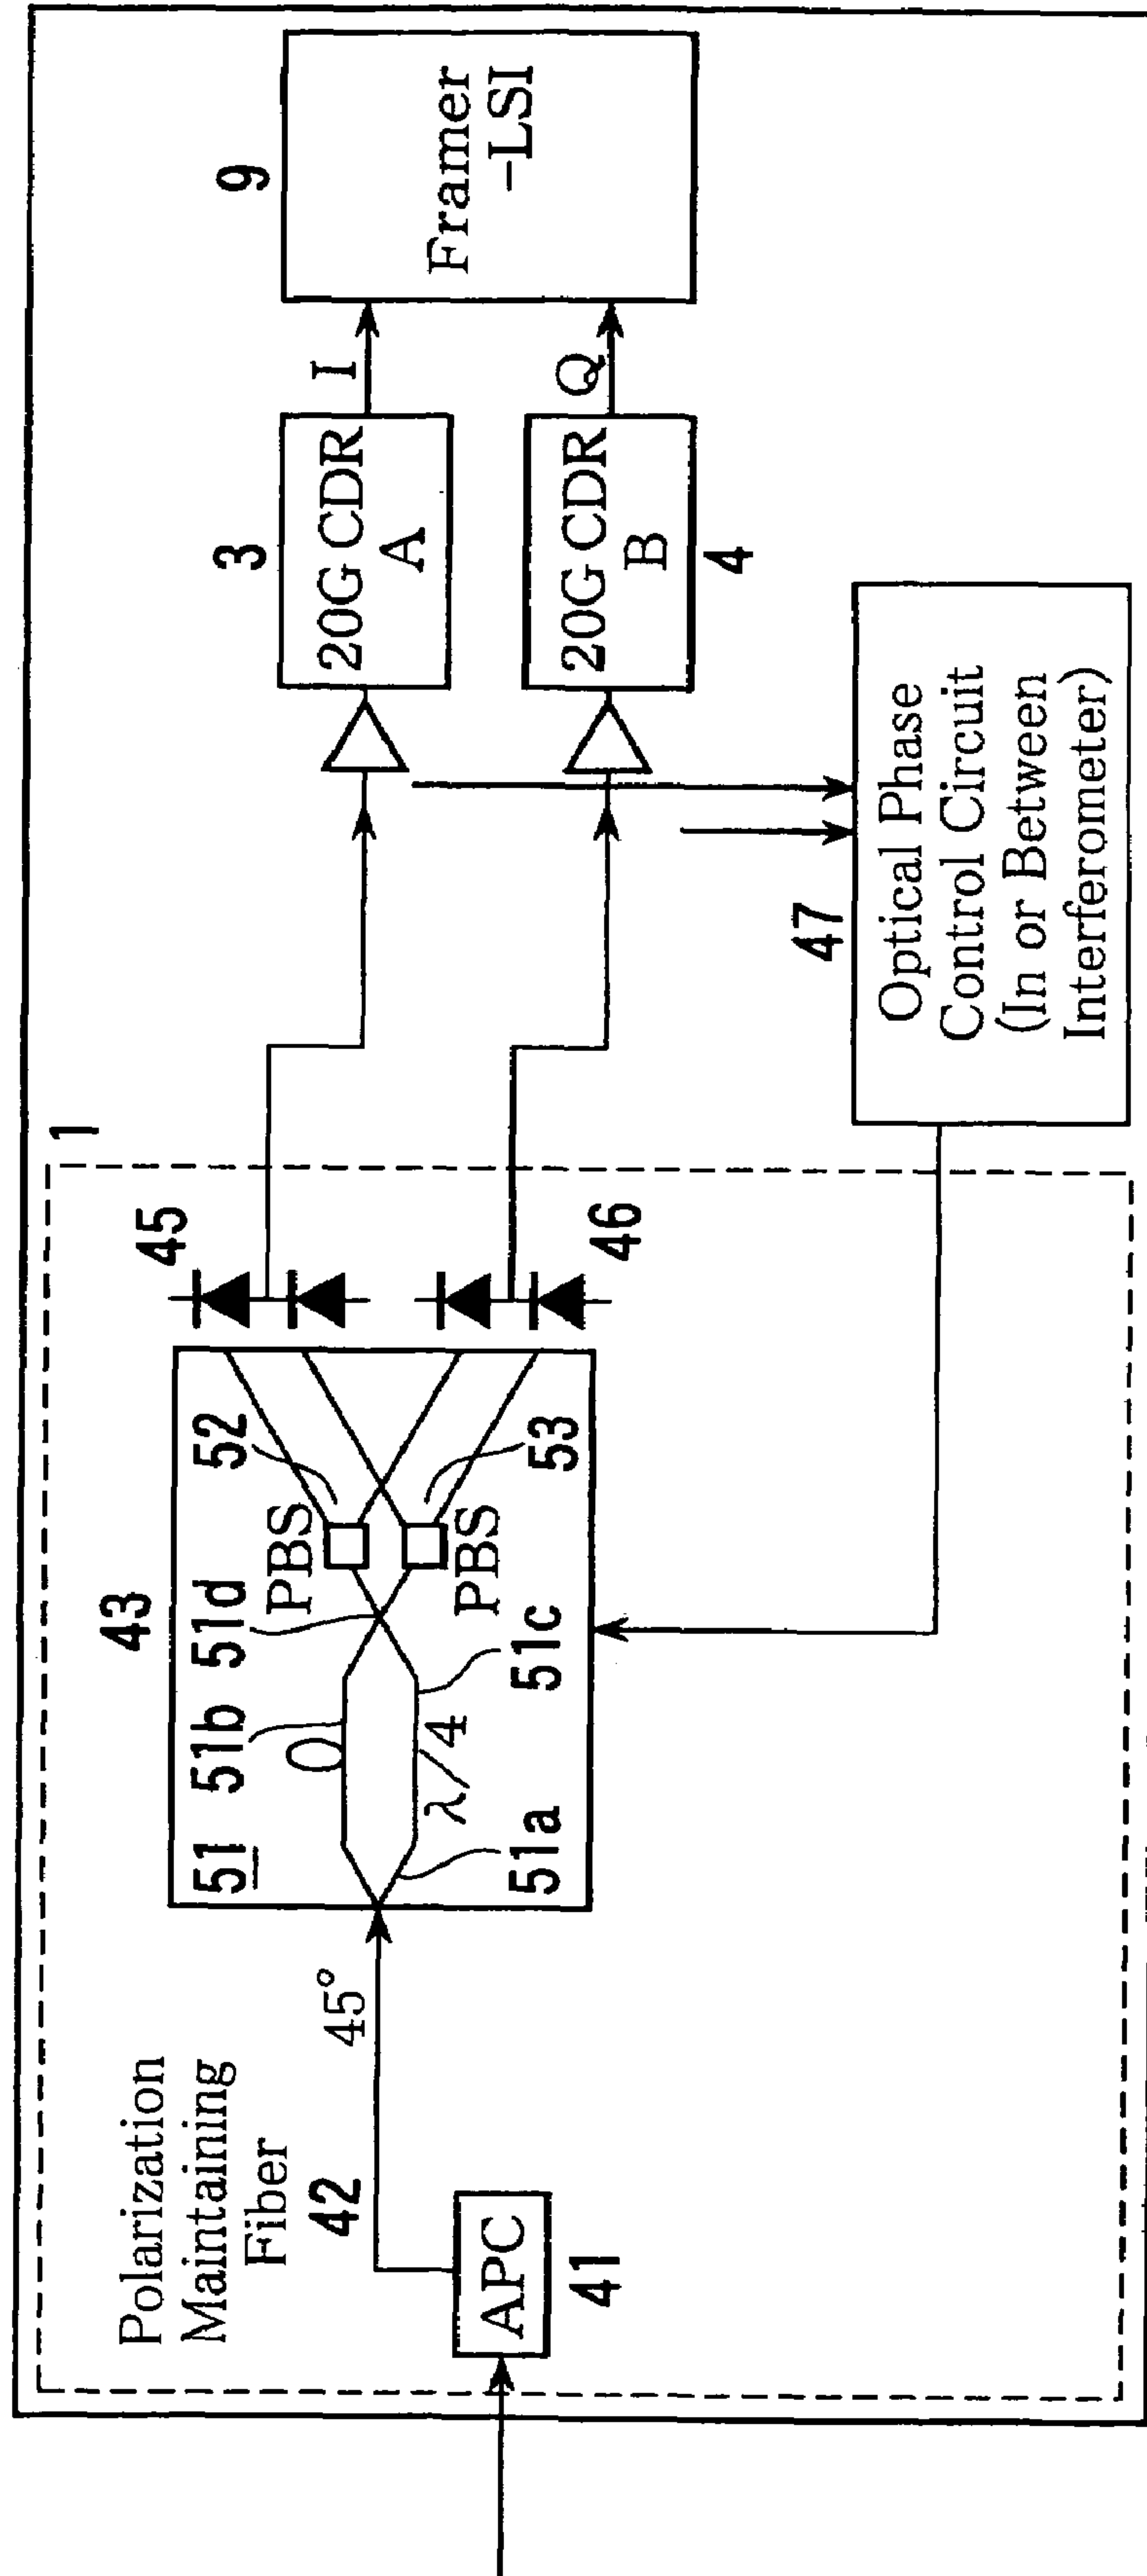 Polarization
Maintaining
Fiber
42
APC
41
45°
43
51
51b
51d
PBS
52
51a
λ/4
51c
PBS
53
45
46
1
47
Optical Phase
Control Circuit
(In or Between
Interferometer)
3
20G CDR
A
I
20G CDR
B
4
Q
9
Framer
-LSI